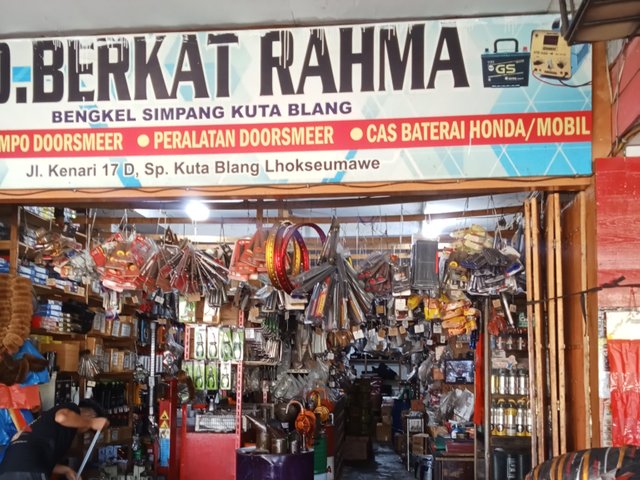 D.BERKAT RAHMA
BENGKEL SIMPANG KUTA BLANG
MPO DOORSMEER • PERALATAN DOORSMEER • CAS BATERAI HONDA/MOBIL
Jl. Kenari 17 D, Sp. Kuta Blang Lhokseumawe
GS